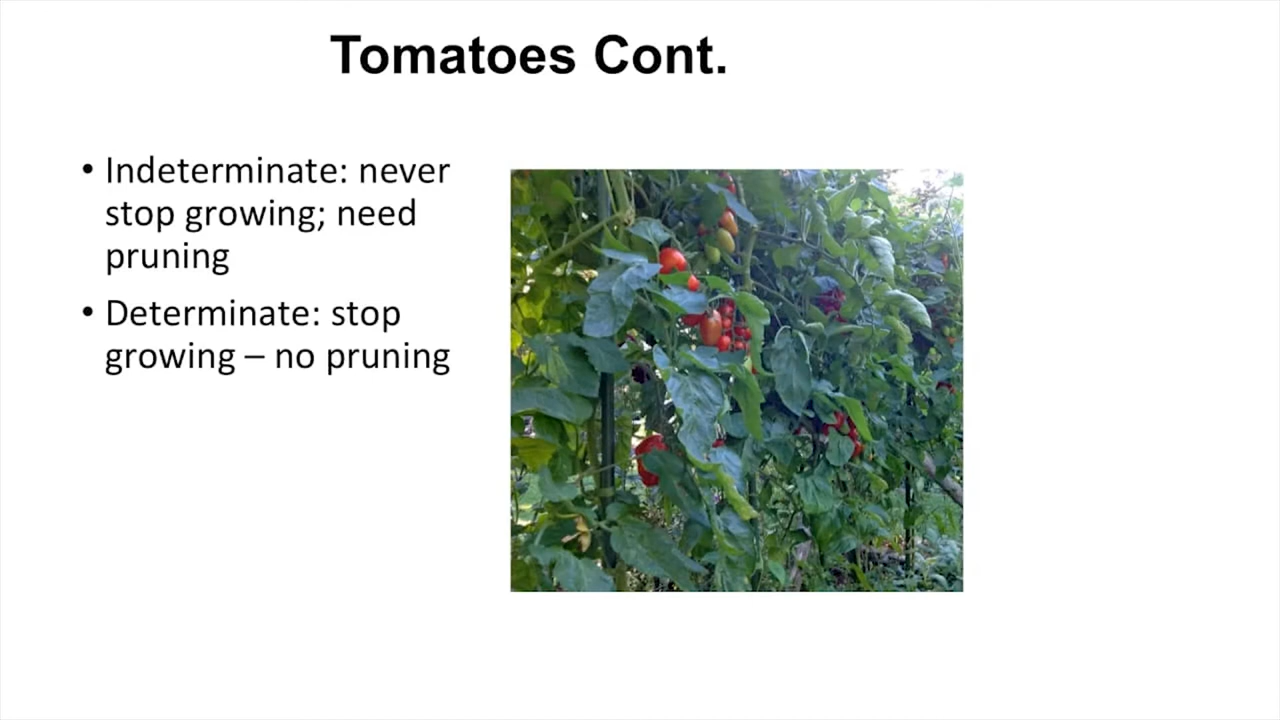 Tomatoes Cont.
• Indeterminate: never
stop growing; need
pruning
• Determinate: stop
growing – no pruning